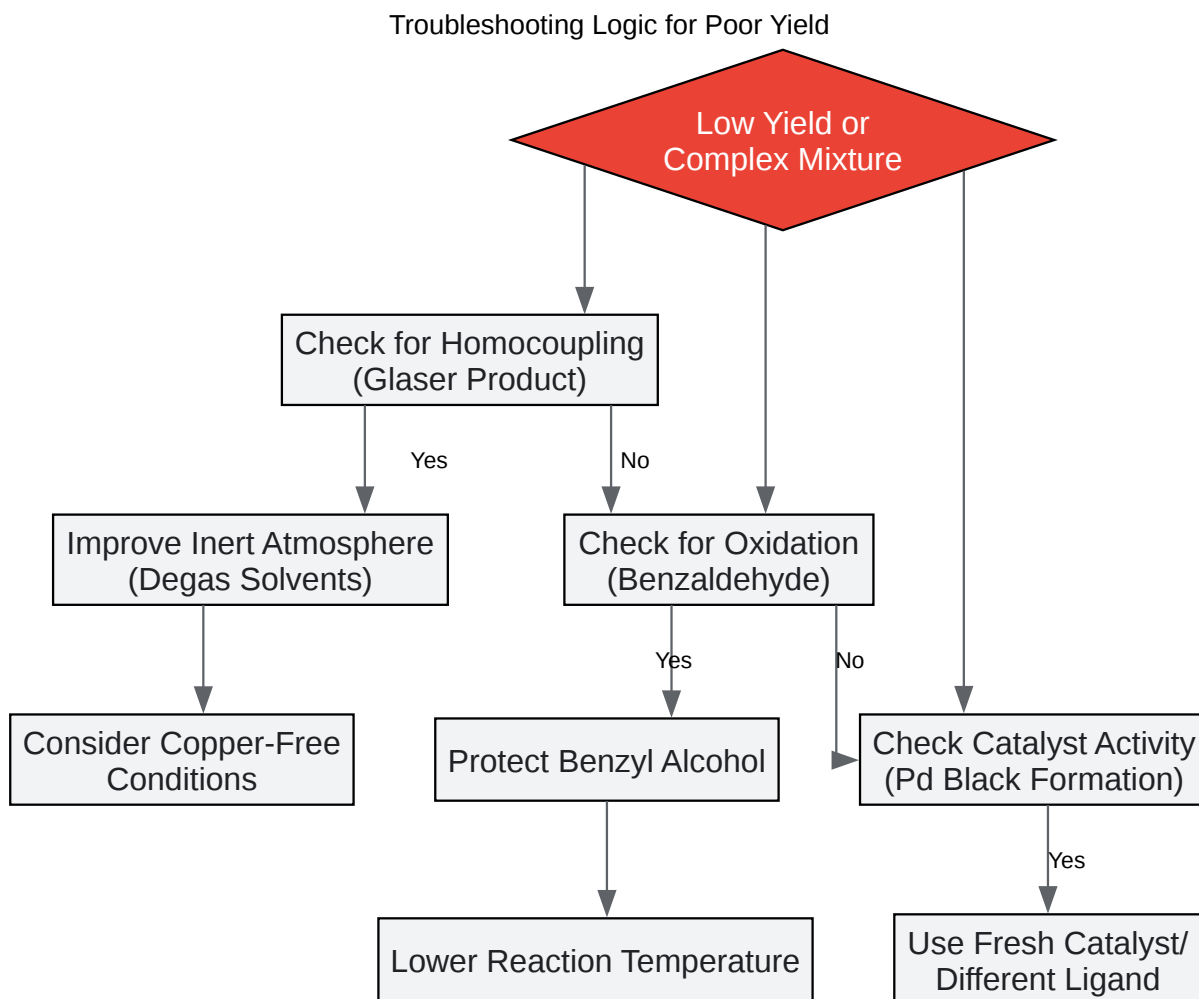 Troubleshooting Logic for Poor Yield
Low Yield or
Complex Mixture
Check for Homocoupling
(Glaser Product)
Yes
No
Improve Inert Atmosphere
(Degas Solvents)
Check for Oxidation
(Benzaldehyde)
Yes
No
Consider Copper-Free
Conditions
Protect Benzyl Alcohol
Check Catalyst Activity
(Pd Black Formation)
Yes
Lower Reaction Temperature
Use Fresh Catalyst/
Different Ligand